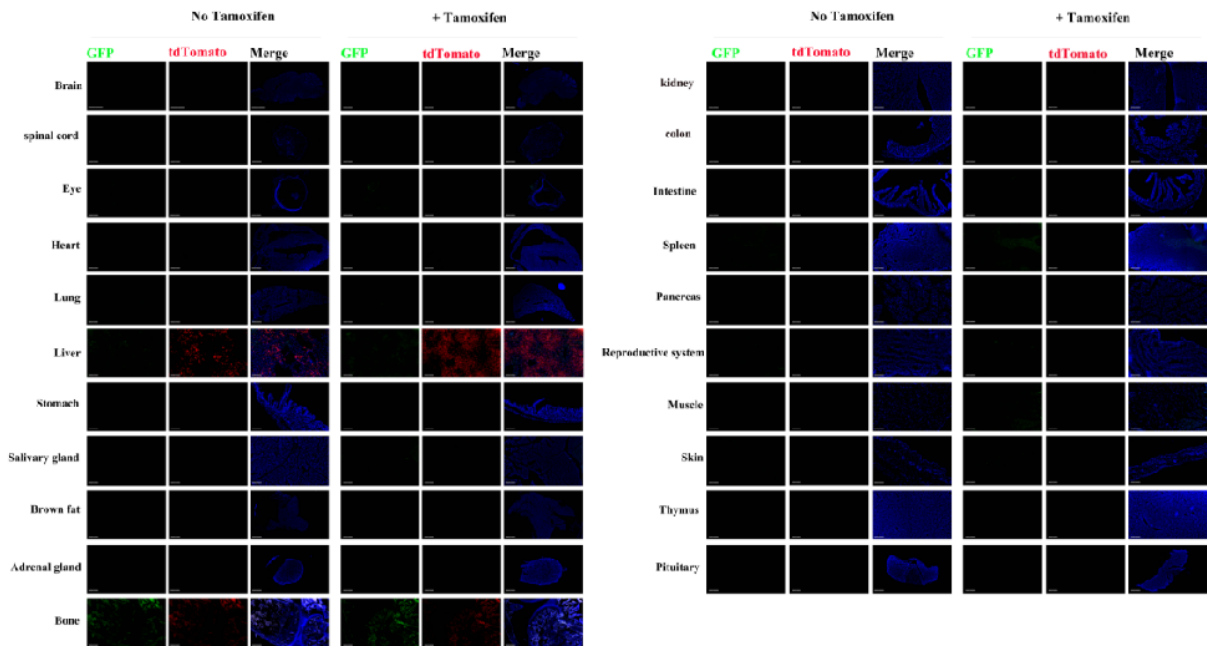 No Tamoxifen + Tamoxifen
GFP tdTomato Merge GFP tdTomato Merge
Brain
spinal cord
Eye
Heart
Lung
Liver
Stomach
Salivary gland
Brown fat
Adrenal gland
Bone
No Tamoxifen + Tamoxifen
GFP tdTomato Merge GFP tdTomato Merge
kidney
colon
Intestine
Spleen
Pancreas
Reproductive system
Muscle
Skin
Thymus
Pituitary